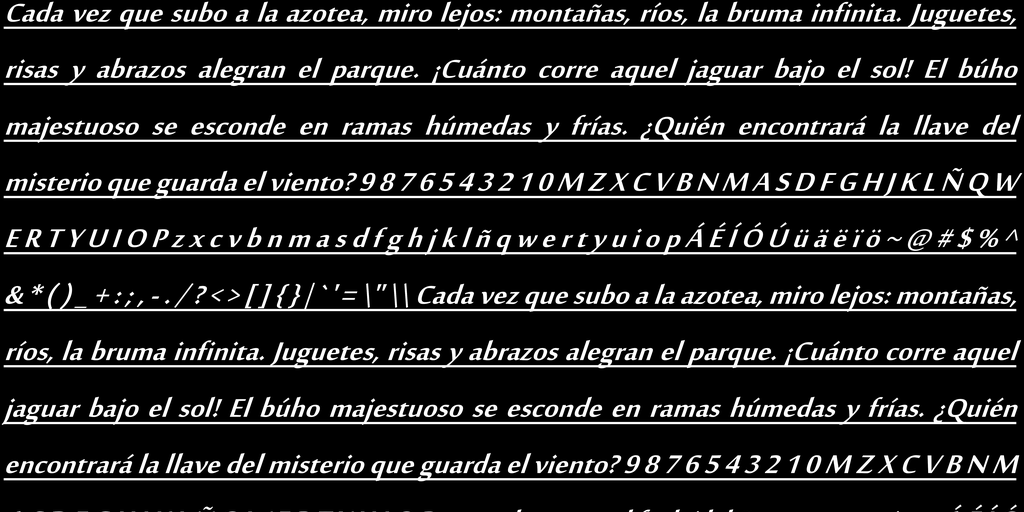 Cada vez que subo a la azotea, miro lejos: montañas, ríos, la bruma infinita. Juguetes,
risas y abrazos alegran el parque. ¡Cuánto corre aquel jaguar bajo el sol! El búho
majestuoso se esconde en ramas húmedas y frías. ¿Quién encontrará la llave del
misterio que guarda el viento? 9 8 7 6 5 4 3 2 1 0 M Z X C V B N M A S D F G H J K L Ñ Q W
E R T Y U I O P z x c v b n m a s d f g h j k l ñ q w e r t y u i o p Á É Í Ó Ú ü ä ë ï ö ~ @ # $ % ^
& * ( ) _ + : ; , - . / ? < > [ ] { } | ` ' = \ " \ \ Cada vez que subo a la azotea, miro lejos: montañas,
ríos, la bruma infinita. Juguetes, risas y abrazos alegran el parque. ¡Cuánto corre aquel
jaguar bajo el sol! El búho majestuoso se esconde en ramas húmedas y frías. ¿Quién
encontrará la llave del misterio que guarda el viento? 9 8 7 6 5 4 3 2 1 0 M Z X C V B N M